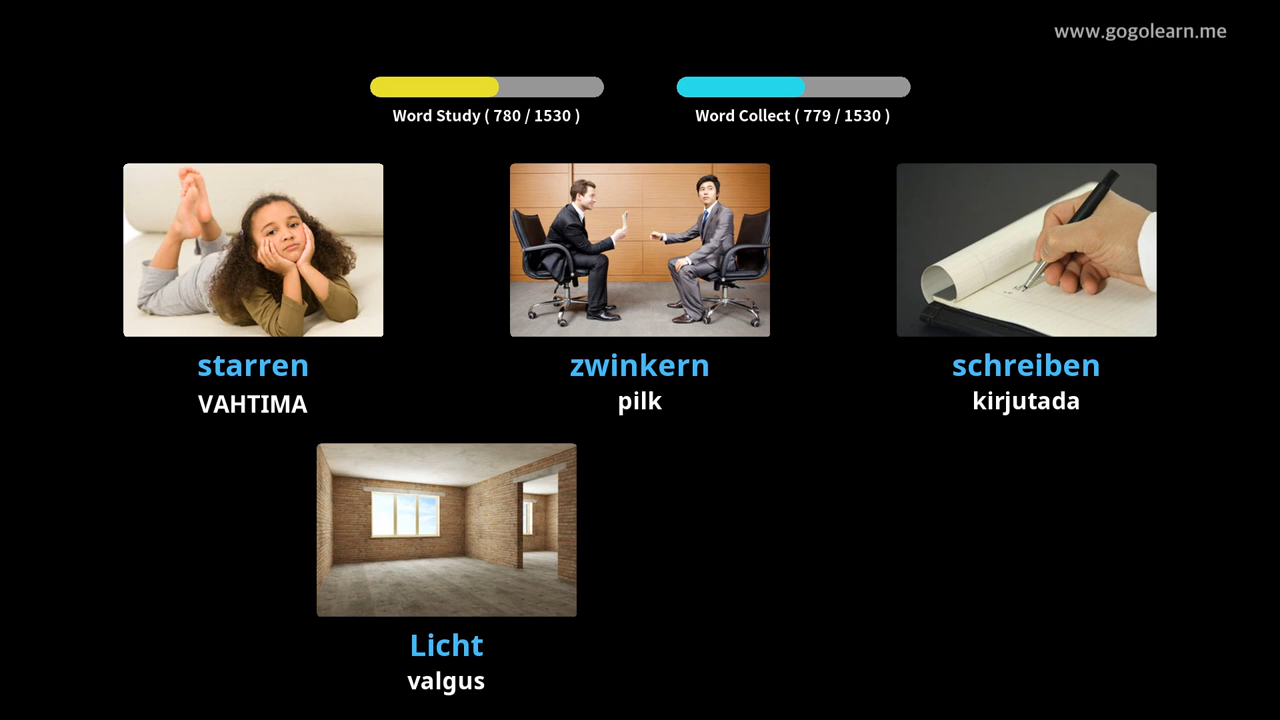 www.gogolearn.me
Word Study ( 780 / 1530 )
Word Collect ( 779 / 1530 )
starren
VAHTIMA
zwinkern
pilk
schreiben
kirjutada
Licht
valgus